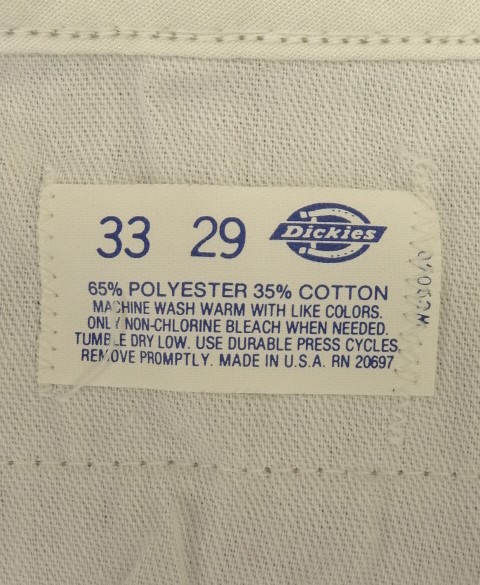 33 29
Dickies
65% POLYESTER 35% COTTON
MACHINE WASH WARM WITH LIKE COLORS.
ONLY NON-CHLORINE BLEACH WHEN NEEDED.
TUMBLE DRY LOW. USE DURABLE PRESS CYCLES.
REMOVE PROMPTLY. MADE IN U.S.A. RN 20697